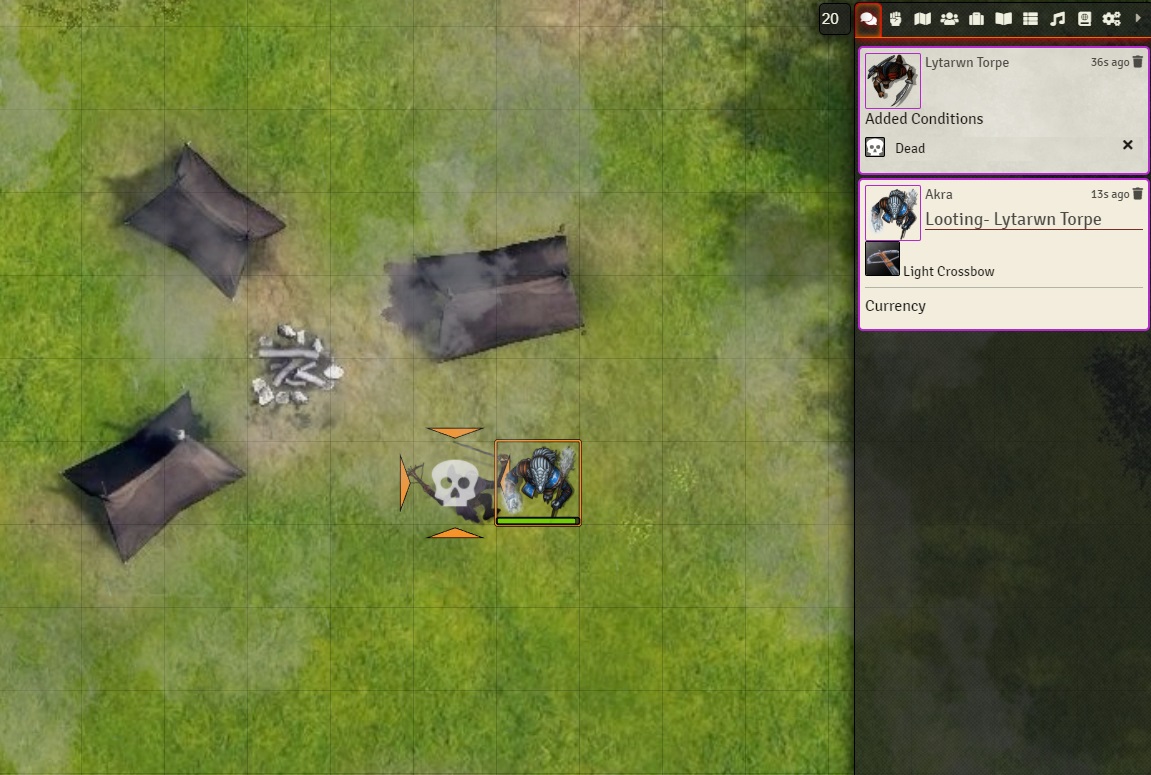 20
Lytarwn Torpe
36s ago
Added Conditions
Dead
Akra
13s ago
Looting- Lytarwn Torpe
Light Crossbow
Currency